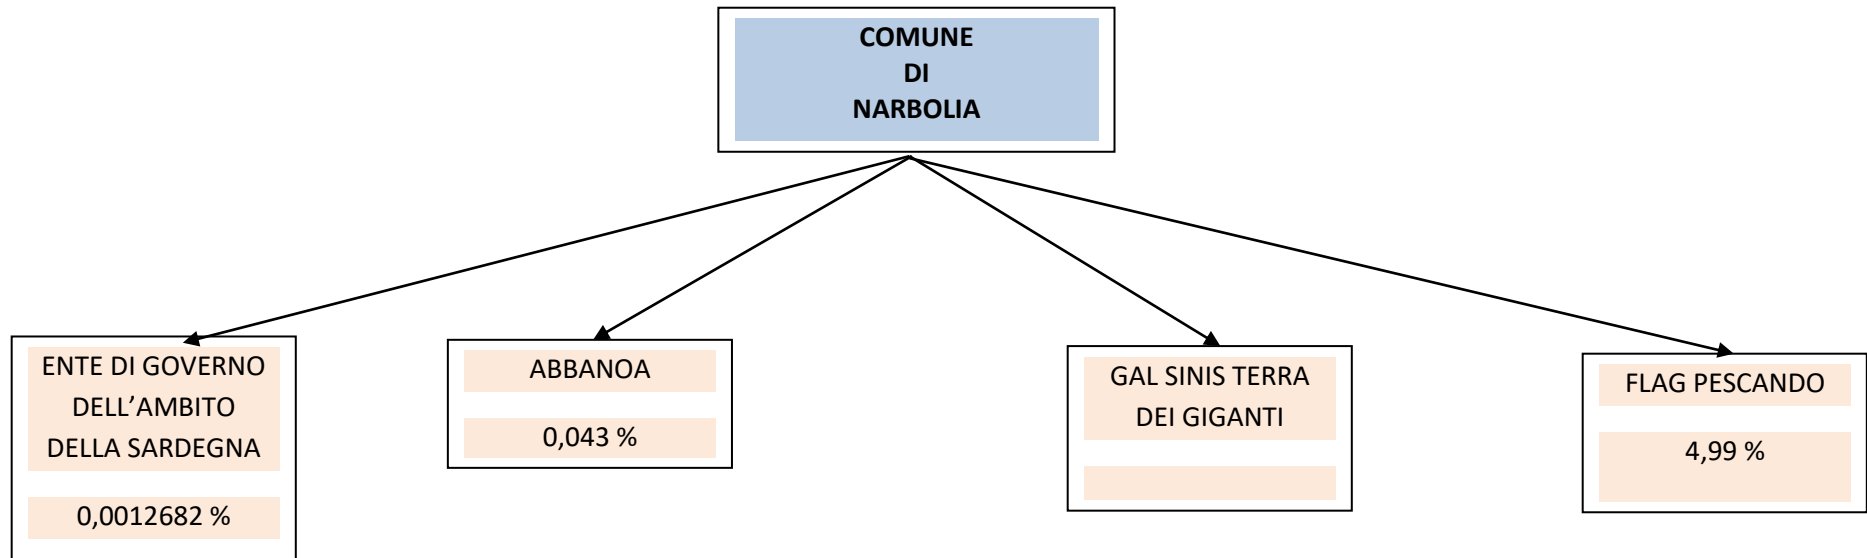 COMUNE
DI
NARBOLIA
ENTE DI GOVERNO
DELL’AMBITO
DELLA SARDEGNA
0,0012682 %
ABBANOA
0,043 %
GAL SINIS TERRA
DEI GIGANTI
FLAG PESCANDO
4,99 %